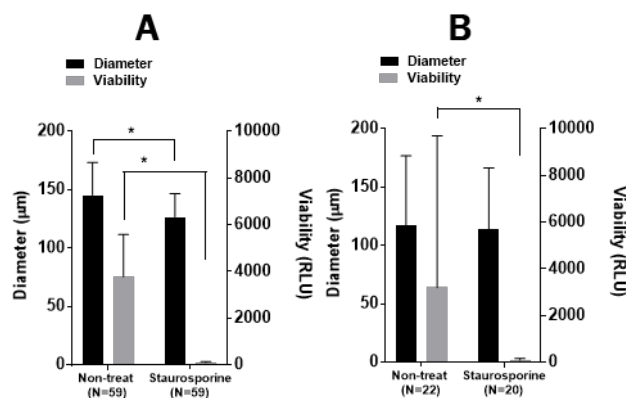 A
Diameter
Viability
*
*
200
150
100
50
0
Diameter (μm)
10000
8000
6000
4000
2000
0
Viability (RLU)
Non-treat
(N=59)
Staurosporine
(N=59)
B
Diameter
Viability
*
200
150
100
50
0
Diameter (μm)
10000
8000
6000
4000
2000
0
Viability (RLU)
Non-treat
(N=22)
Staurosporine
(N=20)